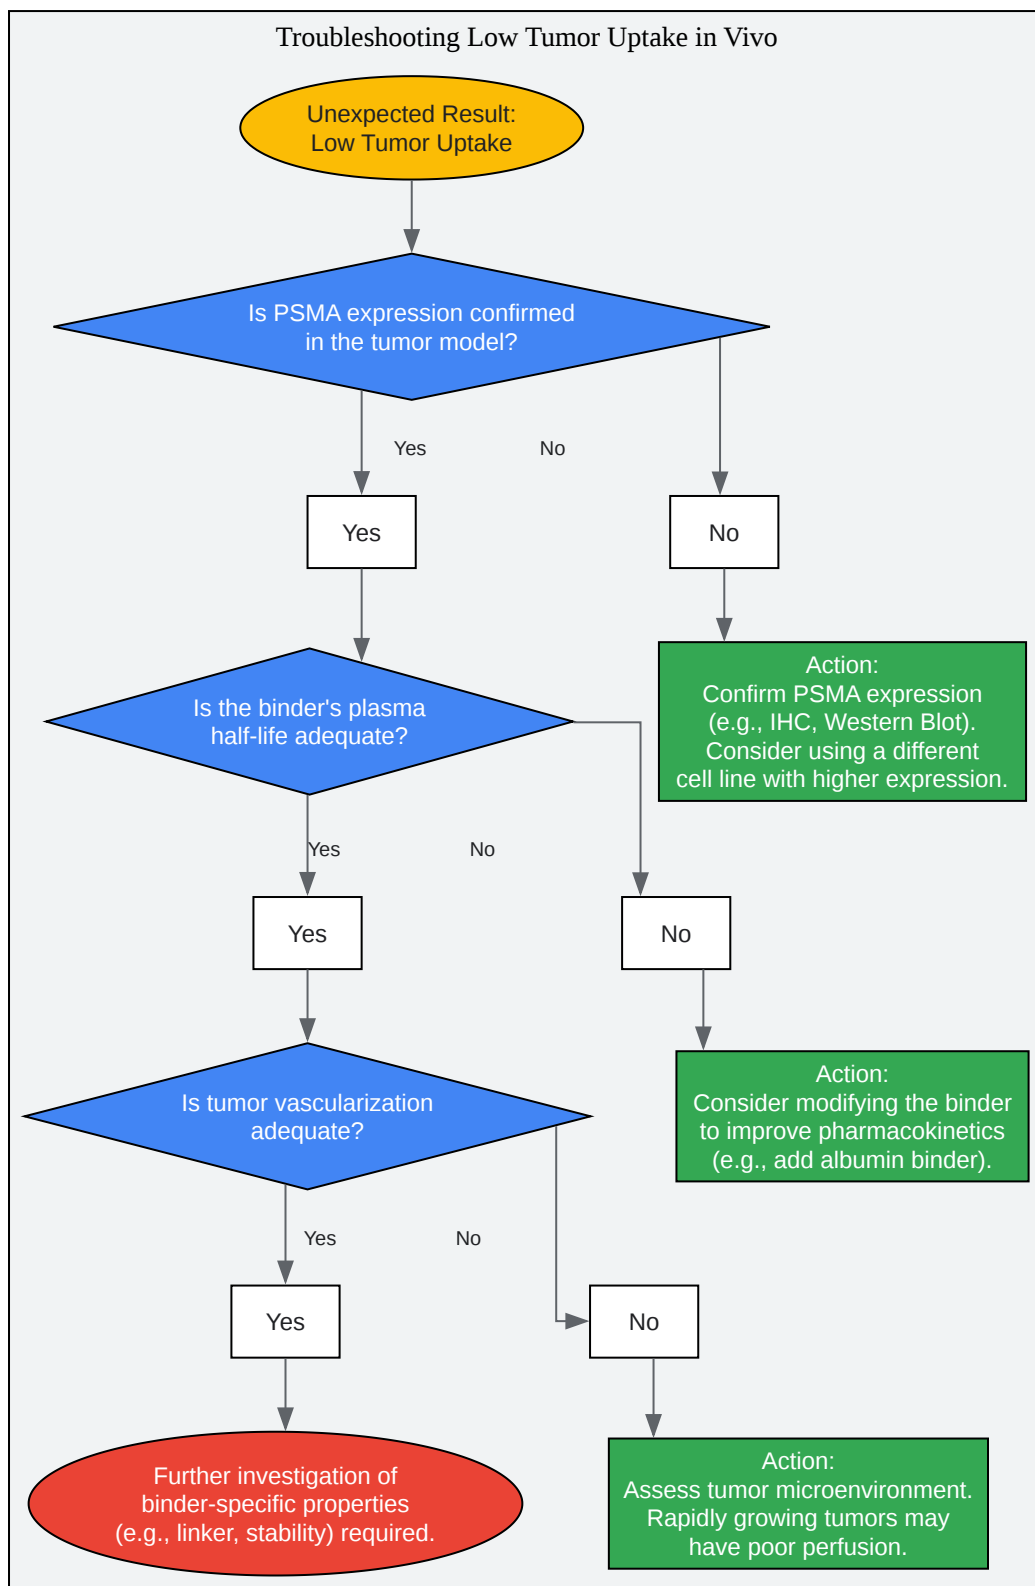 Troubleshooting Low Tumor Uptake in Vivo
Unexpected Result:
Low Tumor Uptake
Is PSMA expression confirmed
in the tumor model?
Yes
No
Yes
No
Action:
Confirm PSMA expression
(e.g., IHC, Western Blot).
Consider using a different
cell line with higher expression.
Is the binder's plasma
half-life adequate?
Yes
No
Yes
No
Action:
Consider modifying the binder
to improve pharmacokinetics
(e.g., add albumin binder).
Is tumor vascularization
adequate?
Yes
No
Yes
No
Further investigation of
binder-specific properties
(e.g., linker, stability) required.
Action:
Assess tumor microenvironment.
Rapidly growing tumors may
have poor perfusion.